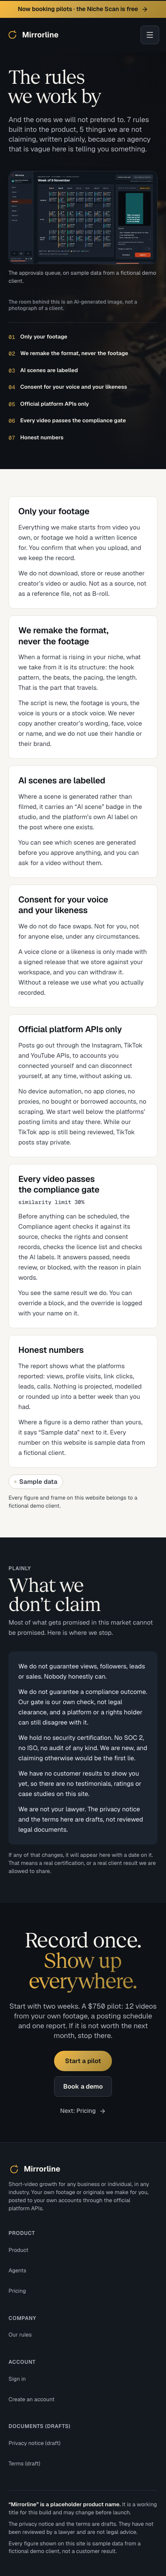 Now booking pilots · the Niche Scan is free →
Mirrorline
The rules
we work by
And the ones we will not pretend to. 7 rules
built into the product, 5 things we are not
claiming, written plainly, because an agency
that is vague here is telling you something.
The approvals queue, on sample data from a fictional demo
client.
The room behind this is an AI-generated image, not a
photograph of a client.
01 Only your footage
02 We remake the format, never the footage
03 AI scenes are labelled
04 Consent for your voice and your likeness
05 Official platform APIs only
06 Every video passes the compliance gate
07 Honest numbers
Only your footage
Everything we make starts from video you
own, or footage we hold a written licence
for. You confirm that when you upload, and
we keep the record.
We do not download, store or reuse another
creator's video or audio. Not as a source, not
as a reference file, not as B-roll.
We remake the format,
never the footage
When a format is rising in your niche, what
we take from it is its structure: the hook
pattern, the beats, the pacing, the length.
That is the part that travels.
The script is new, the footage is yours, the
voice is yours or a stock voice. We never
copy another creator's wording, face, voice
or name, and we do not use their handle or
their brand.
AI scenes are labelled
Where a scene is generated rather than
filmed, it carries an "AI scene" badge in the
studio, and the platform's own AI label on
the post where one exists.
You can see which scenes are generated
before you approve anything, and you can
ask for a video without them.
Consent for your voice
and your likeness
We do not do face swaps. Not for you, not
for anyone else, under any circumstances.
A voice clone or a likeness is only made with
a signed release that we store against your
workspace, and you can withdraw it.
Without a release we use what you actually
recorded.
Official platform APIs only
Posts go out through the Instagram, TikTok
and YouTube APIs, to accounts you
connected yourself and can disconnect
yourself, at any time, without asking us.
No device automation, no app clones, no
proxies, no bought or borrowed accounts, no
scraping. We start well below the platforms'
posting limits and stay there. While our
TikTok app is still being reviewed, TikTok
posts stay private.
Every video passes
the compliance gate
similarity limit 30%
Before anything can be scheduled, the
Compliance agent checks it against its
source, checks the rights and consent
records, checks the licence list and checks
the AI labels. It answers passed, needs
review, or blocked, with the reason in plain
words.
You see the same result we do. You can
override a block, and the override is logged
with your name on it.
Honest numbers
The report shows what the platforms
reported: views, profile visits, link clicks,
leads, calls. Nothing is projected, modelled
or rounded up into a better week than you
had.
Where a figure is a demo rather than yours,
it says "Sample data" next to it. Every
number on this website is sample data from
a fictional client.
Sample data
Every figure and frame on this website belongs to a
fictional demo client.
PLAINLY
What we
don't claim
Most of what gets promised in this market cannot
be promised. Here is where we stop.
We do not guarantee views, followers, leads
or sales. Nobody honestly can.
We do not guarantee a compliance outcome.
Our gate is our own check, not legal
clearance, and a platform or a rights holder
can still disagree with it.
We hold no security certification. No SOC 2,
no ISO, no audit of any kind. We are new, and
claiming otherwise would be the first lie.
We have no customer results to show you
yet, so there are no testimonials, ratings or
case studies on this site.
We are not your lawyer. The privacy notice
and the terms here are drafts, not reviewed
legal documents.
If any of that changes, it will appear here with a date on it.
That means a real certification, or a real client result we are
allowed to share.
Record once.
Show up
everywhere.
Start with two weeks. A $750 pilot: 12 videos
from your own footage, a posting schedule
and one report. If it is not worth the next
month, stop there.
Start a pilot
Book a demo
Next: Pricing →
Mirrorline
Short-video growth for any business or individual, in any
industry. Your own footage or originals we make for you,
posted to your own accounts through the official
platform APIs.
PRODUCT
Product
Agents
Pricing
COMPANY
Our rules
ACCOUNT
Sign in
Create an account
DOCUMENTS (DRAFTS)
Privacy notice (draft)
Terms (draft)
"Mirrorline" is a placeholder product name. It is a working
title for this build and may change before launch.
The privacy notice and the terms are drafts. They have not
been reviewed by a lawyer and are not legal advice.
Every figure shown on this site is sample data from a
fictional demo client, not a customer result.